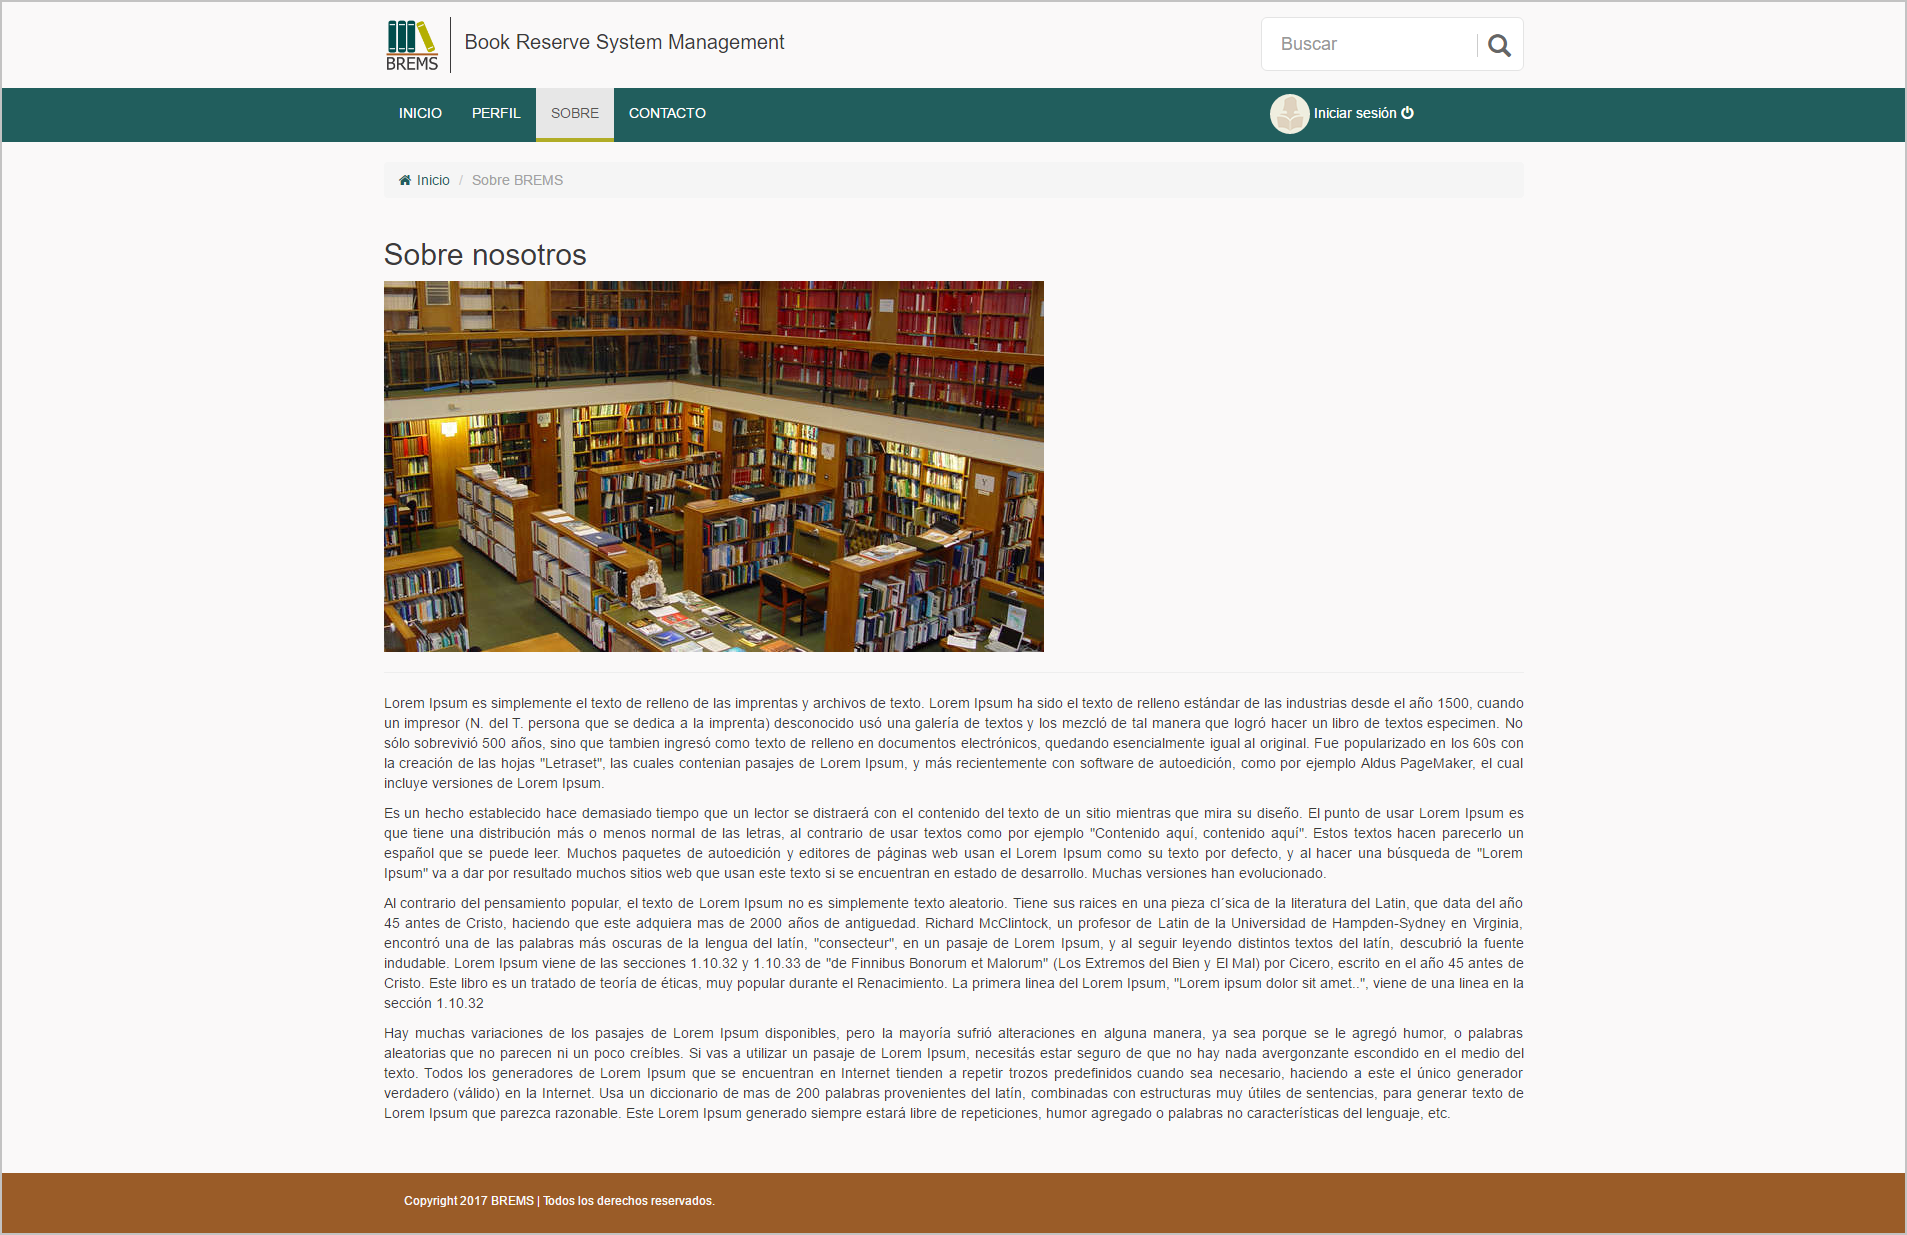 BREMS
Book Reserve System Management
Buscar
INICIO PERFIL SOBRE CONTACTO
Iniciar sesión
Inicio / Sobre BREMS
Sobre nosotros
Lorem Ipsum es simplemente el texto de relleno de las imprentas y archivos de texto. Lorem Ipsum ha sido el texto de relleno estándar de las industrias desde el año 1500, cuando
un impresor (N. del T. persona que se dedica a la imprenta) desconocido usó una galería de textos y los mezcló de tal manera que logró hacer un libro de textos especimen. No
sólo sobrevivió 500 años, sino que tambien ingresó como texto de relleno en documentos electrónicos, quedando esencialmente igual al original. Fue popularizado en los 60s con
la creación de las hojas "Letraset", las cuales contenian pasajes de Lorem Ipsum, y más recientemente con software de autoedición, como por ejemplo Aldus PageMaker, el cual
incluye versiones de Lorem Ipsum.
Es un hecho establecido hace demasiado tiempo que un lector se distraerá con el contenido del texto de un sitio mientras que mira su diseño. El punto de usar Lorem Ipsum es
que tiene una distribución más o menos normal de las letras, al contrario de usar textos como por ejemplo "Contenido aquí, contenido aquí". Estos textos hacen parecerlo un
español que se puede leer. Muchos paquetes de autoedición y editores de páginas web usan el Lorem Ipsum como su texto por defecto, y al hacer una búsqueda de "Lorem
Ipsum" va a dar por resultado muchos sitios web que usan este texto si se encuentran en estado de desarrollo. Muchas versiones han evolucionado.
Al contrario del pensamiento popular, el texto de Lorem Ipsum no es simplemente texto aleatorio. Tiene sus raices en una pieza cl´sica de la literatura del Latin, que data del año
45 antes de Cristo, haciendo que este adquiera mas de 2000 años de antiguedad. Richard McClintock, un profesor de Latin de la Universidad de Hampden-Sydney en Virginia,
encontró una de las palabras más oscuras de la lengua del latín, "consecteur", en un pasaje de Lorem Ipsum, y al seguir leyendo distintos textos del latín, descubrió la fuente
indudable. Lorem Ipsum viene de las secciones 1.10.32 y 1.10.33 de "de Finnibus Bonorum et Malorum" (Los Extremos del Bien y El Mal) por Cicero, escrito en el año 45 antes de
Cristo. Este libro es un tratado de teoría de éticas, muy popular durante el Renacimiento. La primera linea del Lorem Ipsum, "Lorem ipsum dolor sit amet..", viene de una linea en la
sección 1.10.32
Hay muchas variaciones de los pasajes de Lorem Ipsum disponibles, pero la mayoría sufrió alteraciones en alguna manera, ya sea porque se le agregó humor, o palabras
aleatorias que no parecen ni un poco creíbles. Si vas a utilizar un pasaje de Lorem Ipsum, necesitás estar seguro de que no hay nada avergonzante escondido en el medio del
texto. Todos los generadores de Lorem Ipsum que se encuentran en Internet tienden a repetir trozos predefinidos cuando sea necesario, haciendo a este el único generador
verdadero (válido) en la Internet. Usa un diccionario de mas de 200 palabras provenientes del latín, combinadas con estructuras muy útiles de sentencias, para generar texto de
Lorem Ipsum que parezca razonable. Este Lorem Ipsum generado siempre estará libre de repeticiones, humor agregado o palabras no características del lenguaje, etc.
Copyright 2017 BREMS | Todos los derechos reservados.